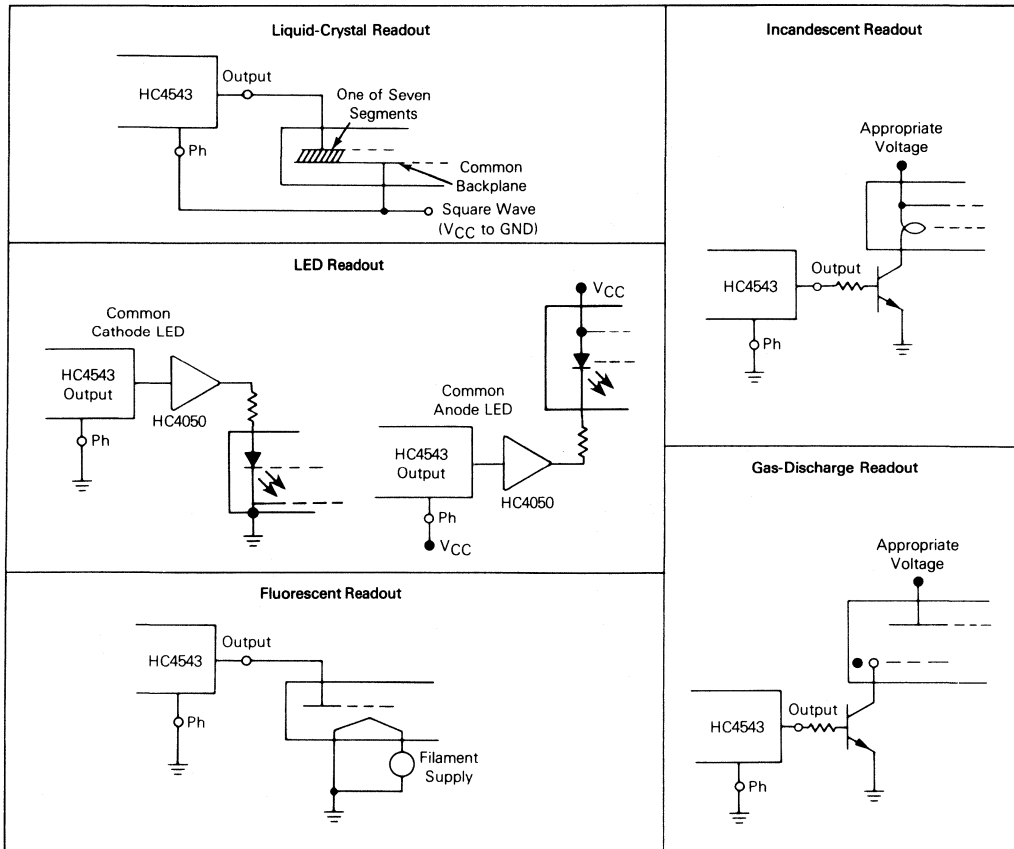 Liquid-Crystal Readout
HC4543
Output
Ph
One of Seven
Segments
Common
Backplane
Square Wave
(VCC to GND)
LED Readout
Common
Cathode LED
HC4543
Output
HC4050
Ph
Common
Anode LED
HC4543
Output
HC4050
Ph
VCC
VCC
Fluorescent Readout
HC4543
Output
Ph
Filament
Supply
Incandescent Readout
Appropriate
Voltage
HC4543
Output
Ph
Gas-Discharge Readout
Appropriate
Voltage
HC4543
Output
Ph